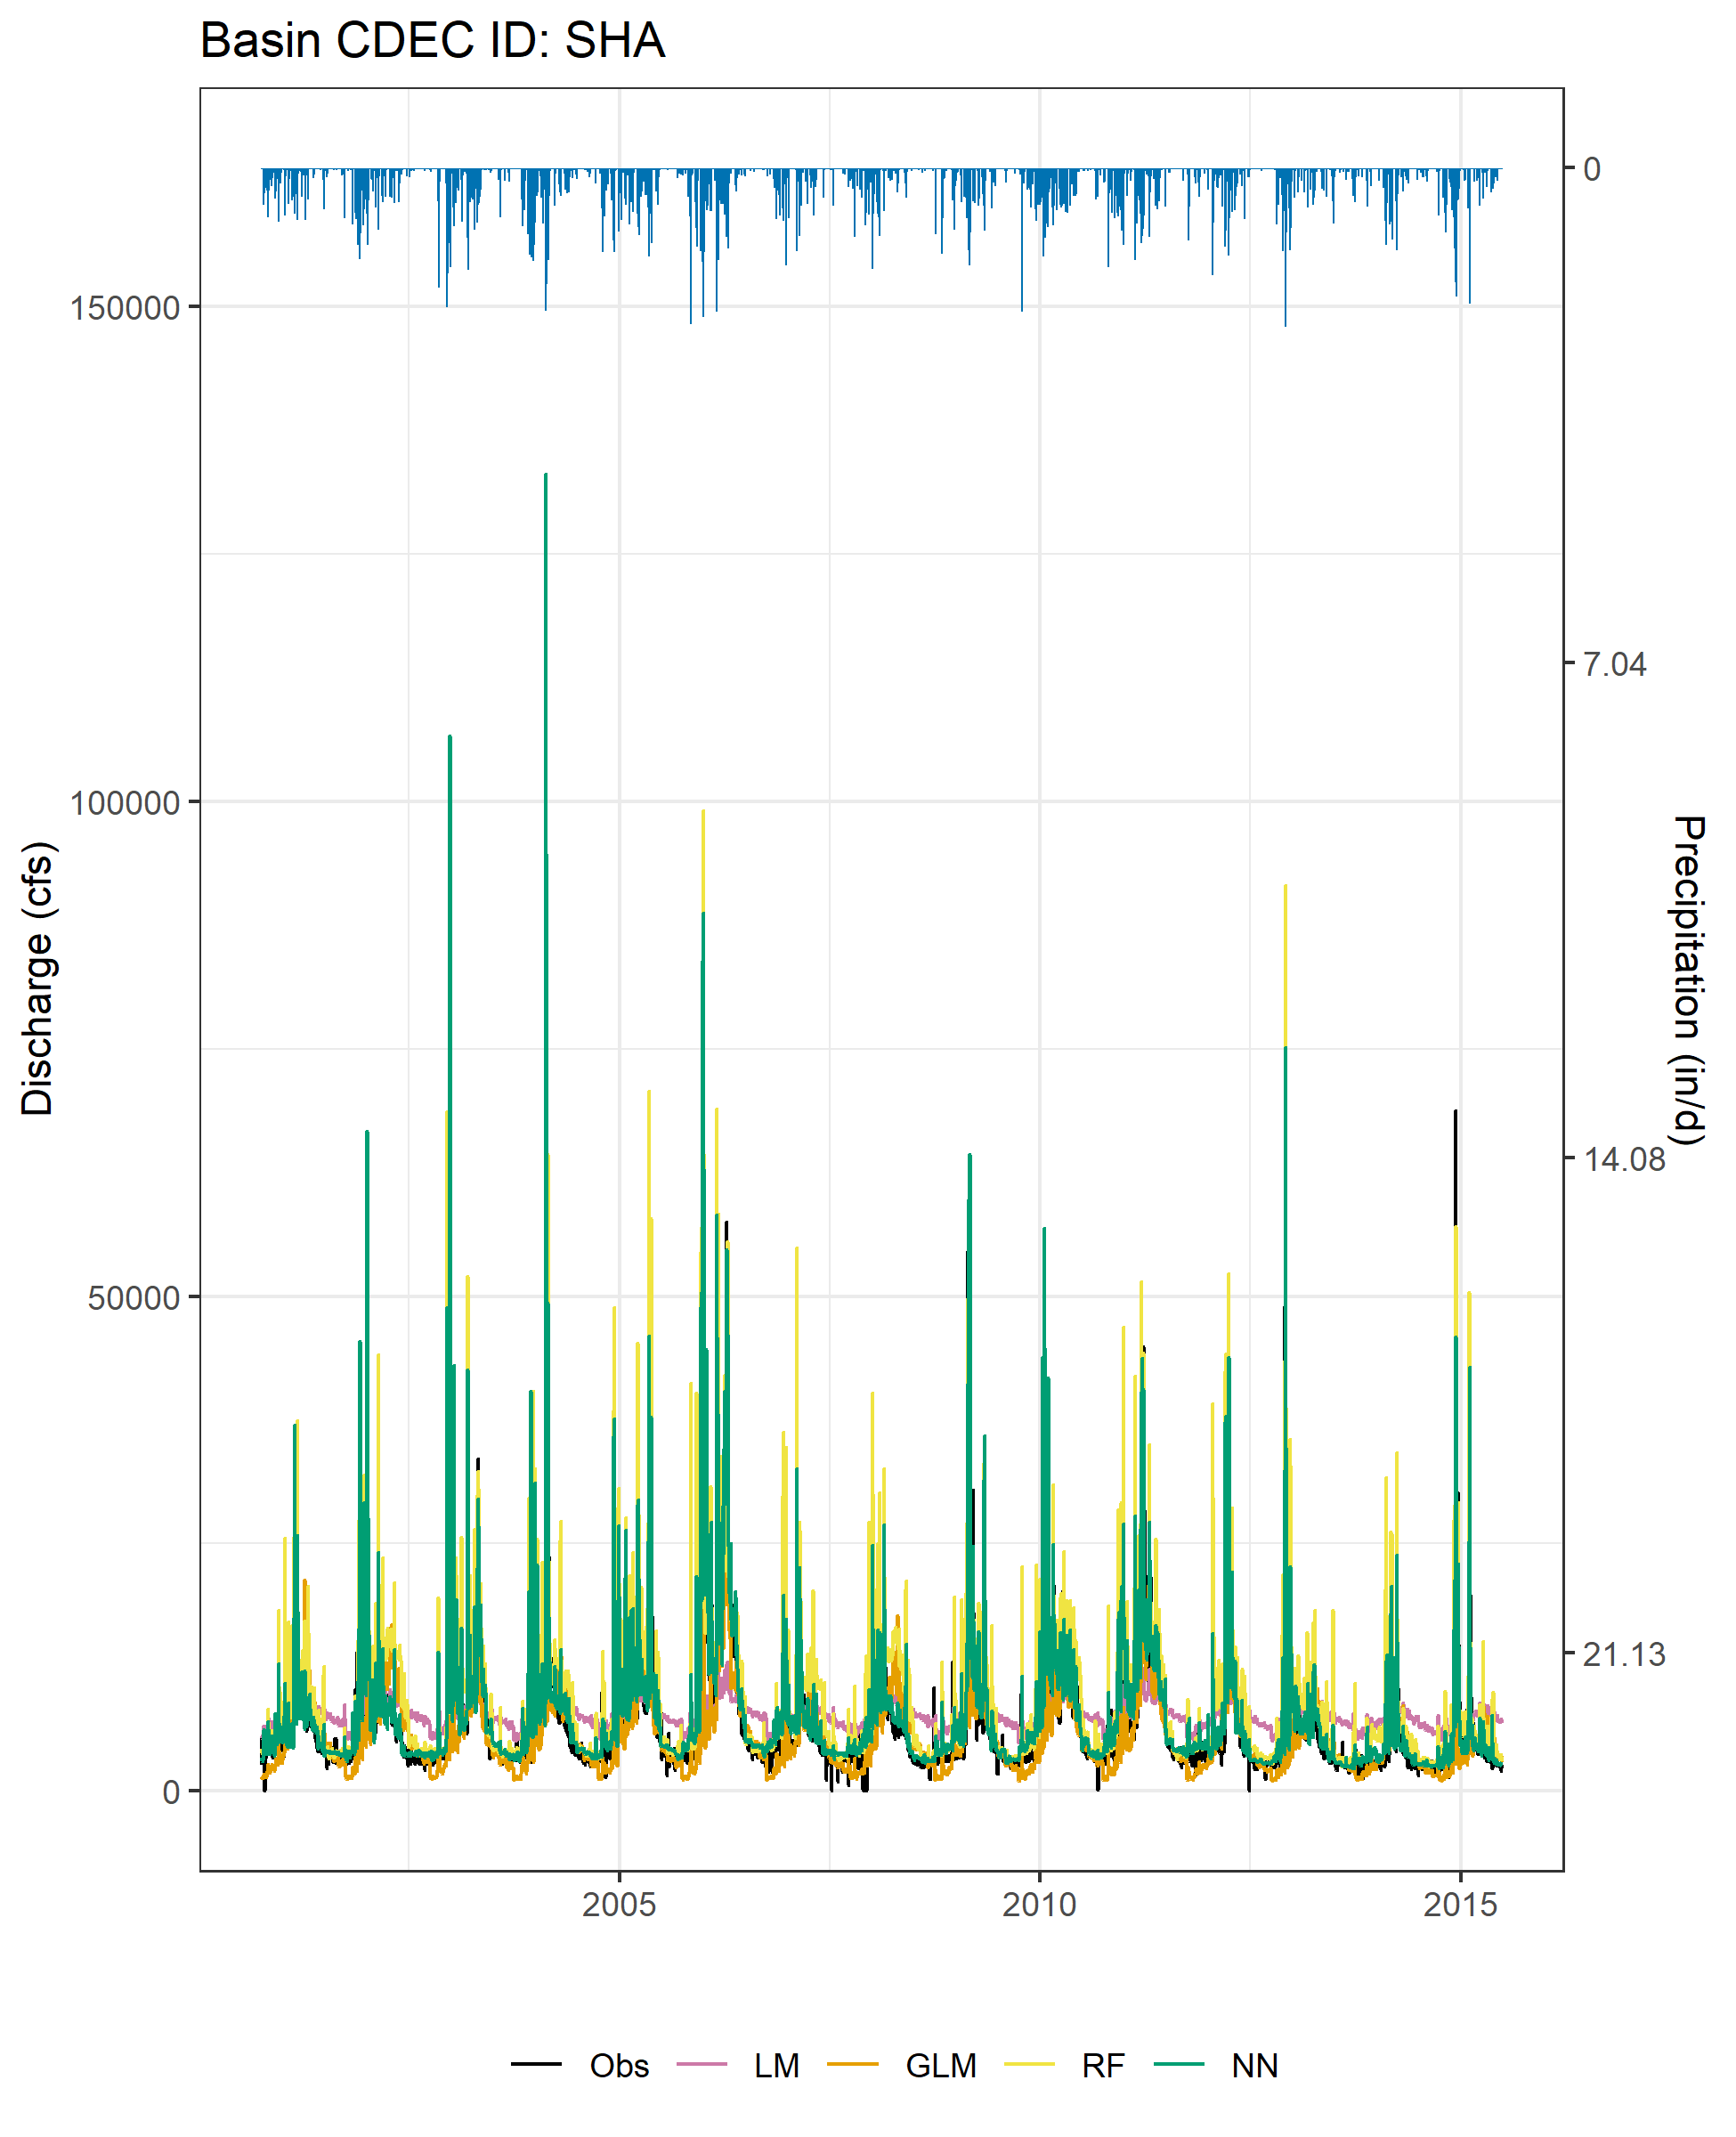 Basin CDEC ID: SHA
0
150000
7.04
100000
Discharge (cfs)
Precipitation (in/d)
14.08
50000
21.13
0
2005 2010 2015
Obs LM GLM RF NN